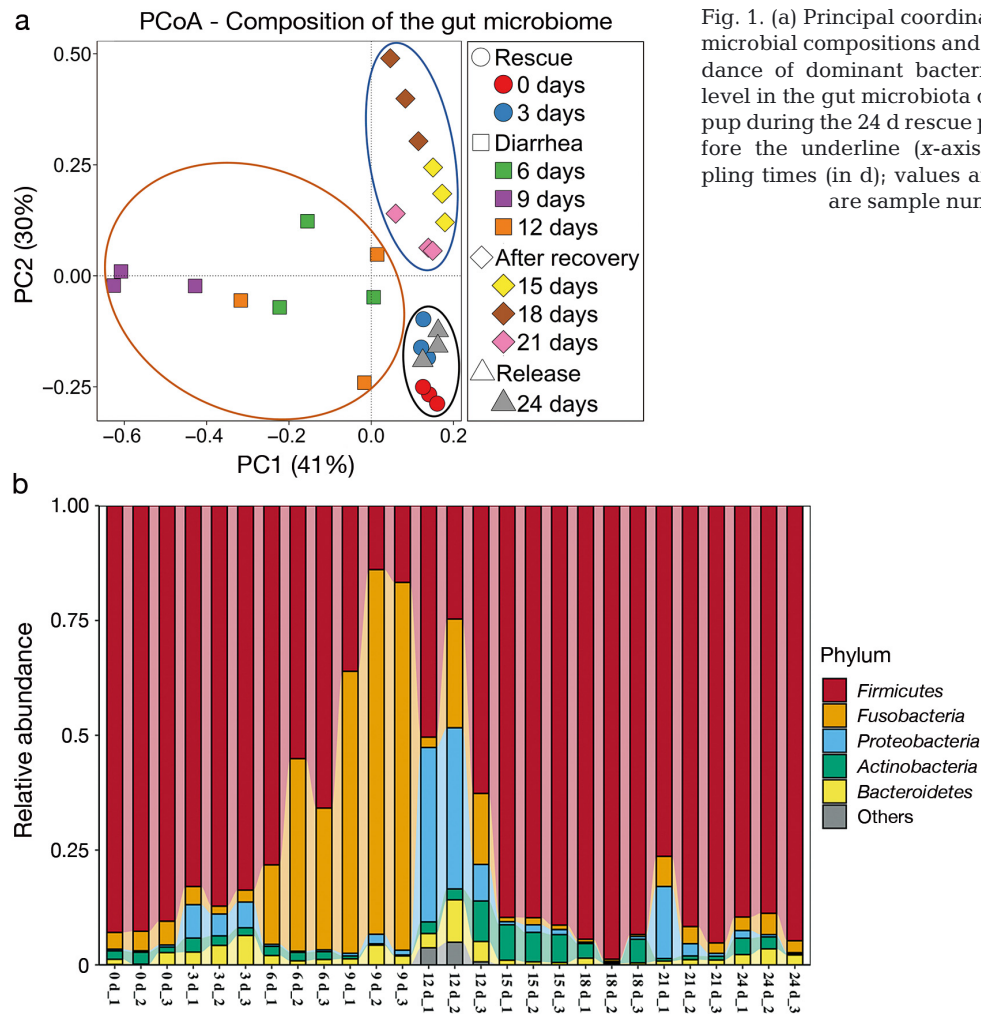 a
PCoA - Composition of the gut microbiome
0.50
0.25
0.00
−0.25
PC2 (30%)
−0.6
−0.4
−0.2
0.0
0.2
PC1 (41%)
Rescue
0 days
3 days
Diarrhea
6 days
9 days
12 days
After recovery
15 days
18 days
21 days
Release
24 days
Fig. 1. (a) Principal coordina
microbial compositions and
dance of dominant bacteri
level in the gut microbiota o
pup during the 24 d rescue p
fore the underline (x-axis
pling times (in d); values a
are sample num
b
1.00
0.75
0.5
0.25
0
Relative abundance
0 d_1
0 d_2
0 d_3
3 d_1
3 d_2
3 d_3
6 d_1
6 d_2
6 d_3
9 d_1
9 d_2
9 d_3
12 d_1
12 d_2
12 d_3
15 d_1
15 d_2
15 d_3
18 d_1
18 d_2
18 d_3
21 d_1
21 d_2
21 d_3
24 d_1
24 d_2
24 d_3
Phylum
Firmicutes
Fusobacteria
Proteobacteria
Actinobacteria
Bacteroidetes
Others